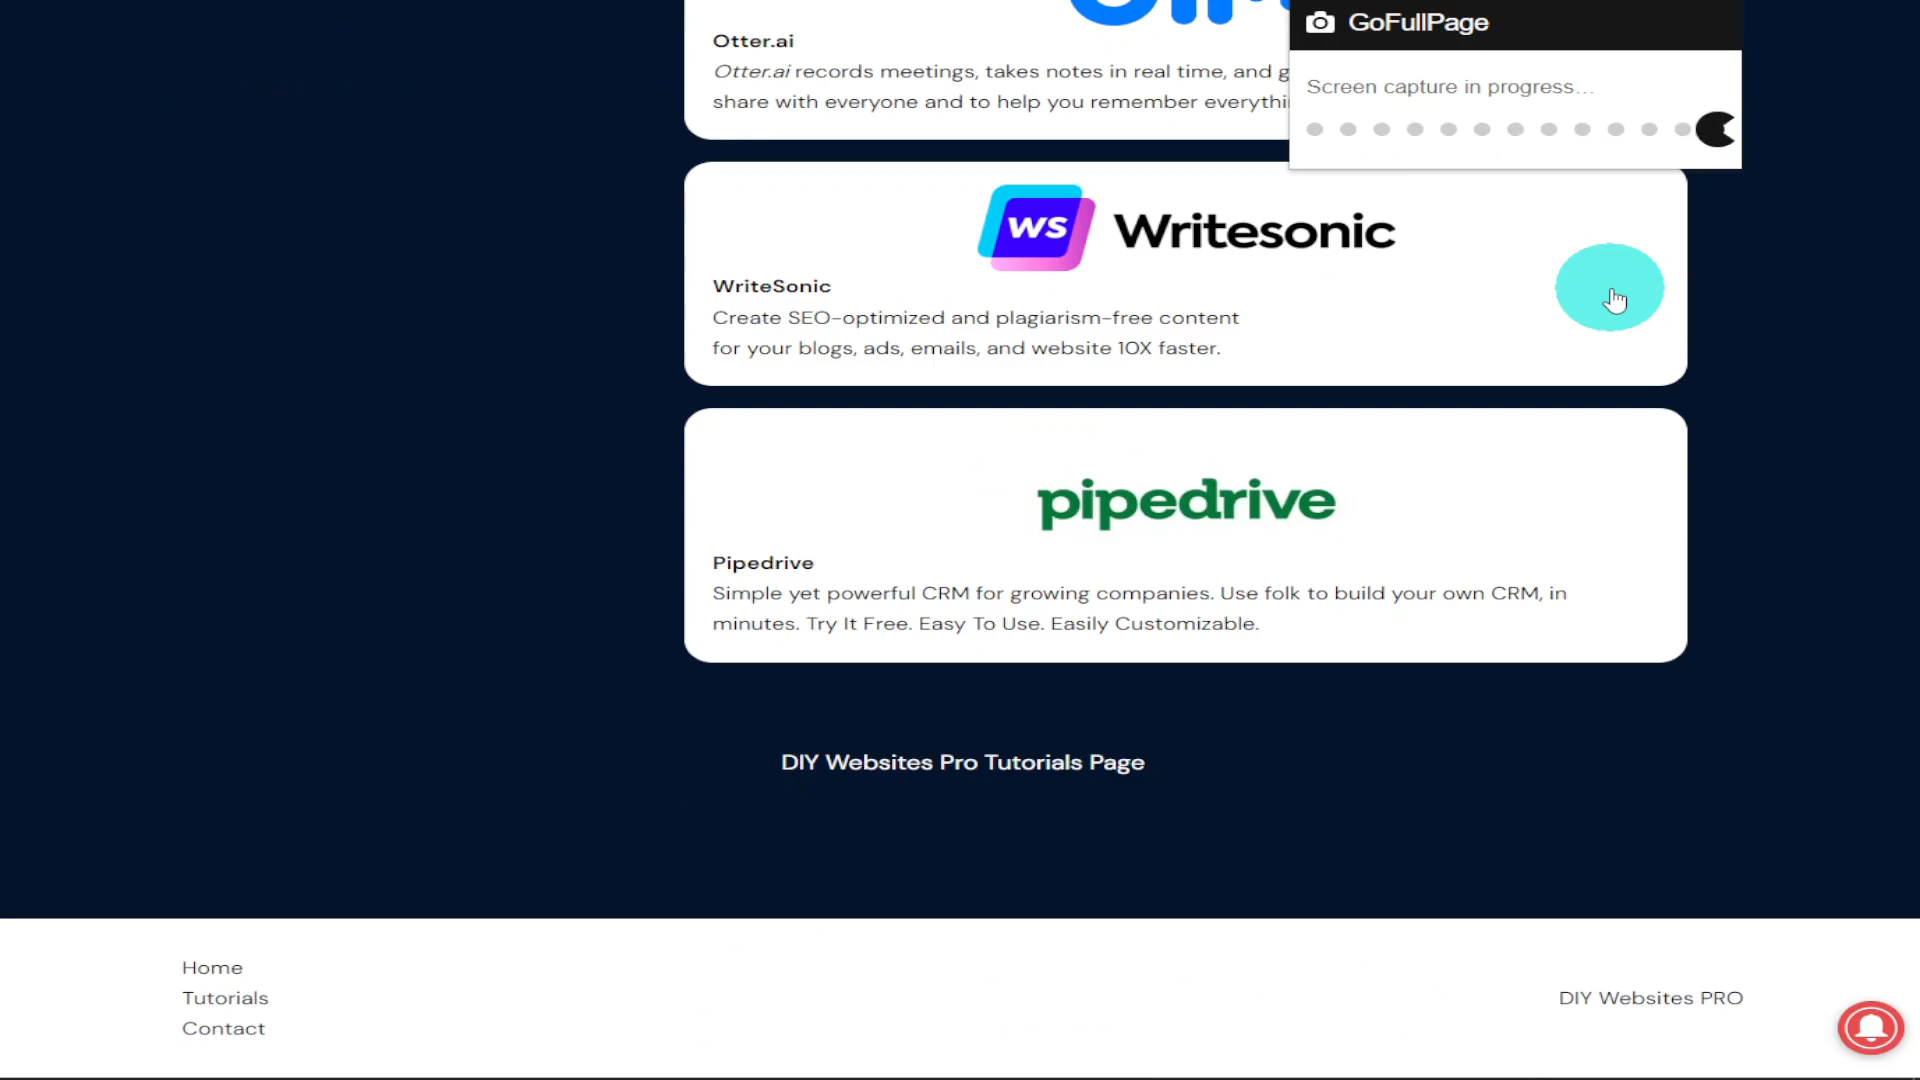 GoFullPage
Screen capture in progress...
Otter.ai
Otter.ai records meetings, takes notes in real time, and
share with everyone and to help you remember
ws Writesonic
WriteSonic
Create SEO-optimized and plagiarism-free content
for your blogs, ads, emails, and website 10X faster.
pipedrive
Pipedrive
Simple yet powerful CRM for growing companies. Use folk to build your own CRM, in
minutes. Try It Free. Easy To Use. Easily Customizable.
DIY Websites Pro Tutorials Page
Home
Tutorials
Contact
DIY Websites PRO